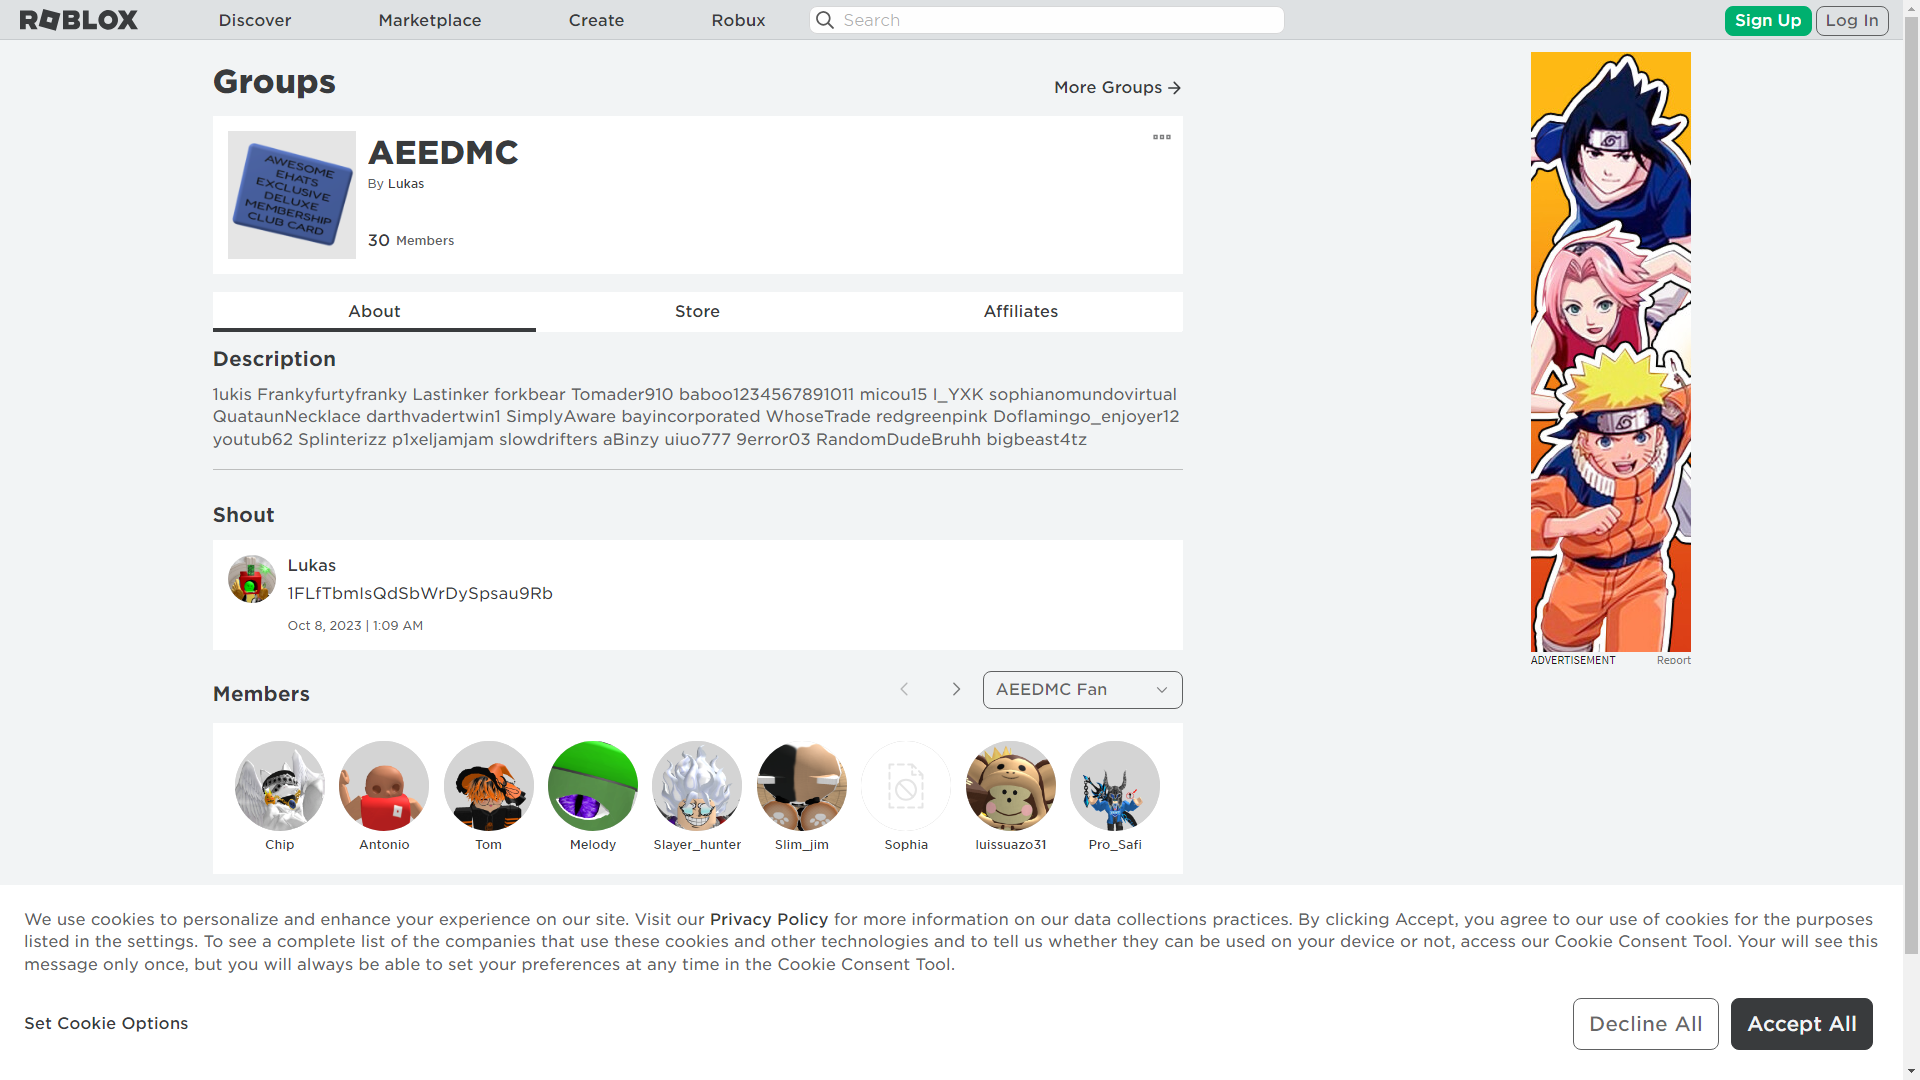 ROBLOX
Discover
Marketplace
Create
Robux
Search
Sign Up
Log In
Groups
More Groups
AWESOME
EHATS
EXCLUSIVE
DELUXE
MEMBERSHIP
CLUB CARD
AEEDMC
By Lukas
30 Members
About
Store
Affiliates
Description
1ukis Frankyfurtyfranky Lastinker forkbear Tomader910 baboo1234567891011 micou15 I_YXK sophianomundovirtual
QuataunNecklace darthvadertwin1 SimplyAware bayincorporated WhoseTrade redgreenpink Doflamingo_enjoyer12
youtub62 Splinterizz p1xeljamjam slowdrifters aBinzy uiuo777 9error03 RandomDudeBruhh bigbeast4tz
Shout
Lukas
1FLfTbmIsQdSbWrDySpsau9Rb
Oct 8, 2023 | 1:09 AM
Members
AEEDMC Fan
Chip
Antonio
Tom
Melody
Slayer_hunter
Slim_jim
Sophia
luissuazo31
Pro_Safi
ADVERTISEMENT
Report
We use cookies to personalize and enhance your experience on our site. Visit our Privacy Policy for more information on our data collections practices. By clicking Accept, you agree to our use of cookies for the purposes
listed in the settings. To see a complete list of the companies that use these cookies and other technologies and to tell us whether they can be used on your device or not, access our Cookie Consent Tool. Your will see this
message only once, but you will always be able to set your preferences at any time in the Cookie Consent Tool.
Set Cookie Options
Decline All
Accept All